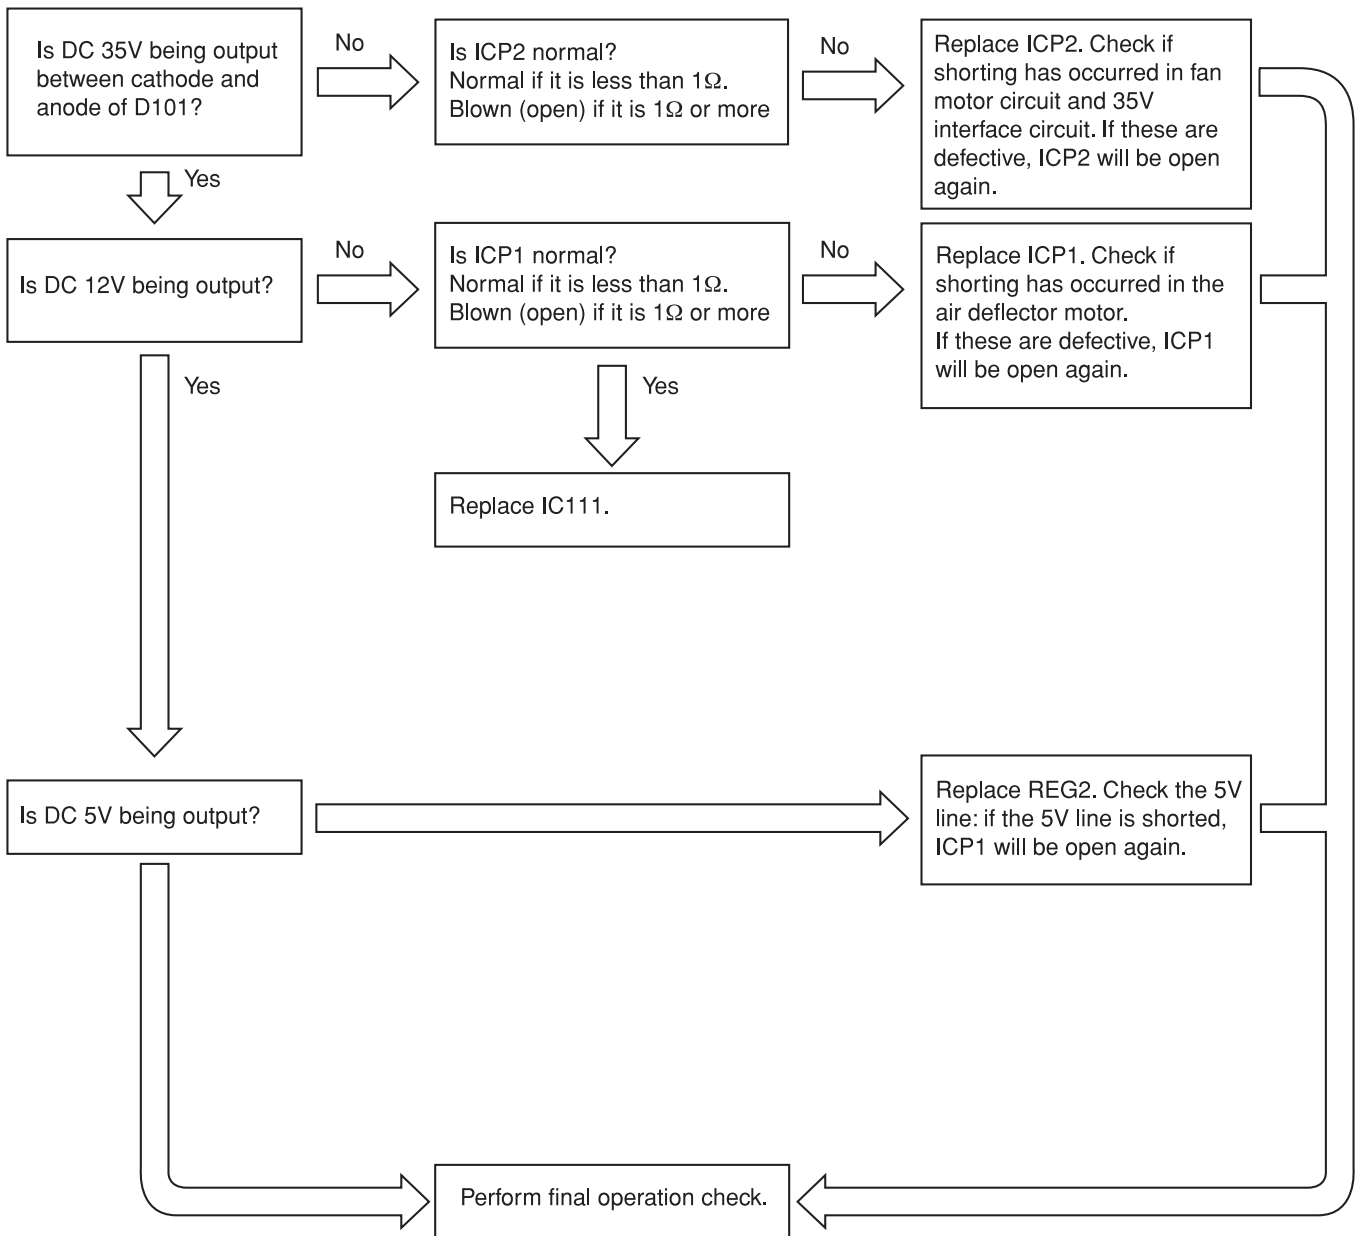 Is DC 35V being output
between cathode and
anode of D101?
No
Is ICP2 normal?
Normal if it is less than 1Ω.
Blown (open) if it is 1Ω or more
No
Replace ICP2. Check if
shorting has occurred in fan
motor circuit and 35V
interface circuit. If these are
defective, ICP2 will be open
again.
Yes
Is DC 12V being output?
No
Is ICP1 normal?
Normal if it is less than 1Ω.
Blown (open) if it is 1Ω or more
No
Replace ICP1. Check if
shorting has occurred in the
air deflector motor.
If these are defective, ICP1
will be open again.
Yes
Yes
Replace IC111.
Is DC 5V being output?
Replace REG2. Check the 5V
line: if the 5V line is shorted,
ICP1 will be open again.
Perform final operation check.